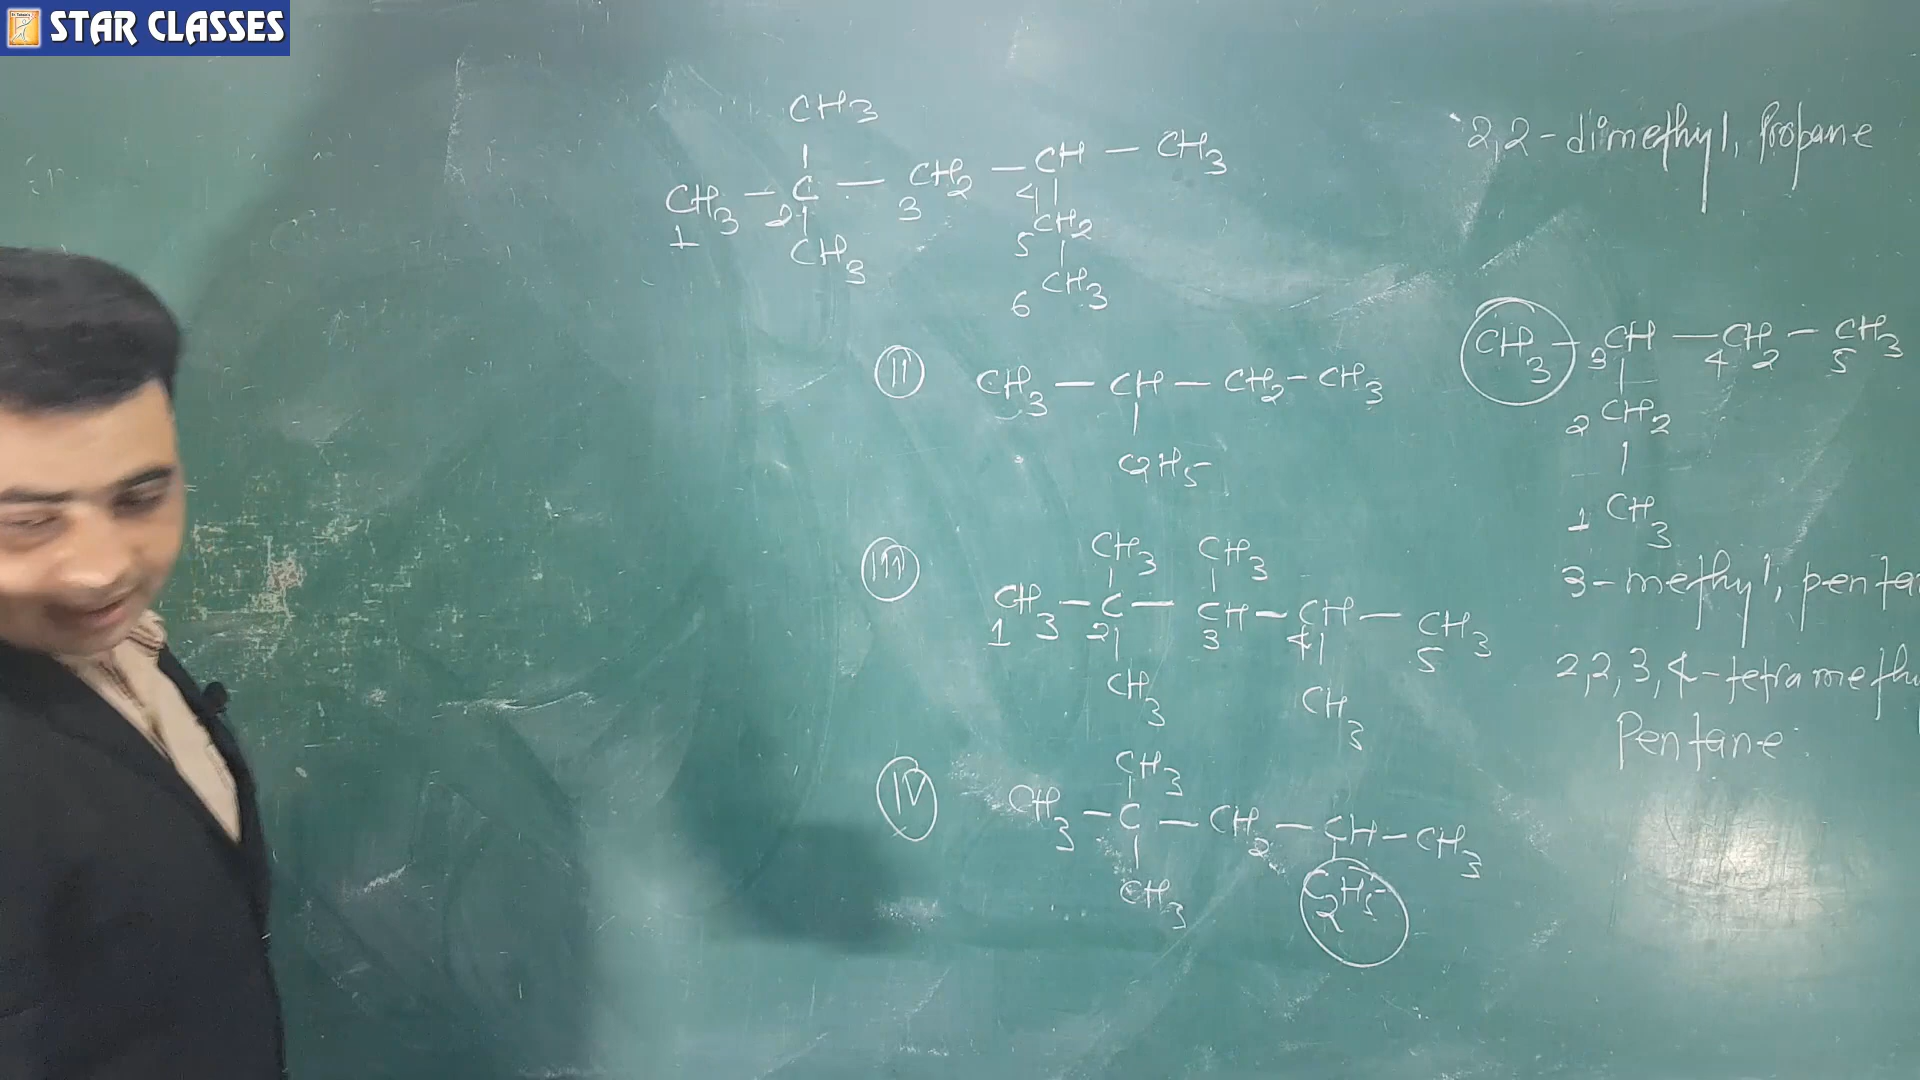 STAR CLASSES
2,2-dimethyl, Propane
CH3
CH3 — C — CH2 — CH — CH3
1 2 3 4
CH3 5 CH2
6 CH3
CH3 — 3 CH — CH2 — CH3
4 5
2 CH2
1 CH3
3-methyl, penta
2,2,3,4-tetramethy
Pentane.
II CH3 — CH — CH2 — CH3
C2H5
III CH3 CH3
CH3 — C — CH — CH — CH3
1 2 3 4 5
CH3 CH3
IV CH3
CH3 — C — CH2 — CH — CH3
CH3 C2H5